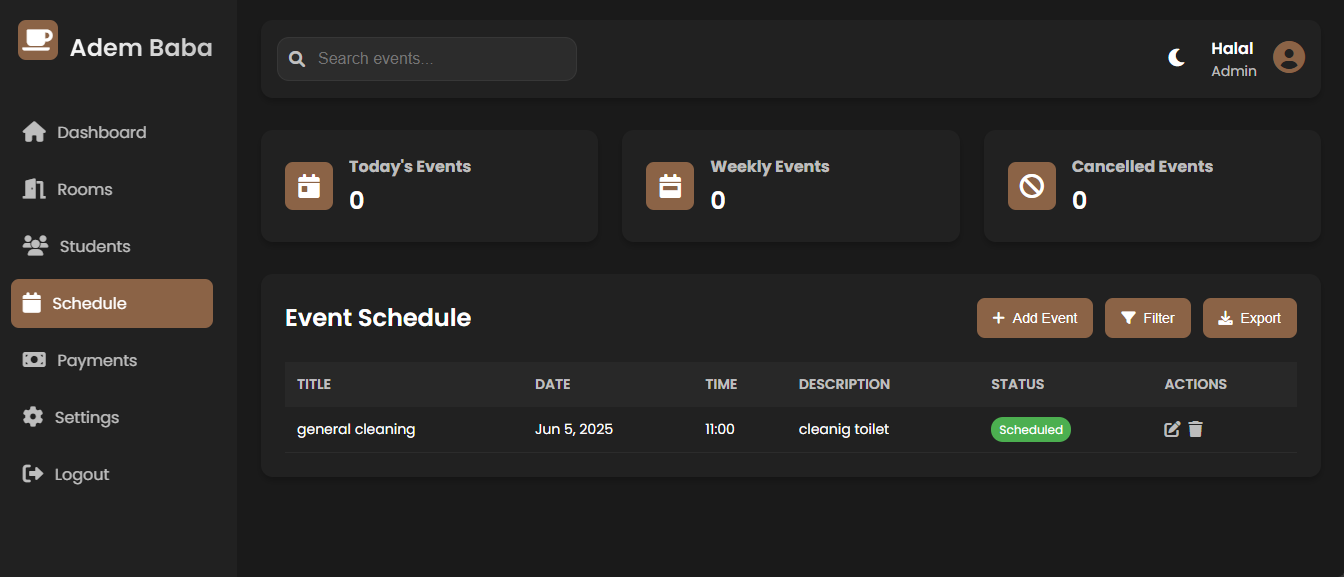 Adem Baba
Dashboard
Rooms
Students
Schedule
Payments
Settings
Logout
Search events...
Halal
Admin
Today's Events
0
Weekly Events
0
Cancelled Events
0
Event Schedule
Add Event
Filter
Export
TITLE DATE TIME DESCRIPTION STATUS ACTIONS
general cleaning Jun 5, 2025 11:00 cleanig toilet Scheduled